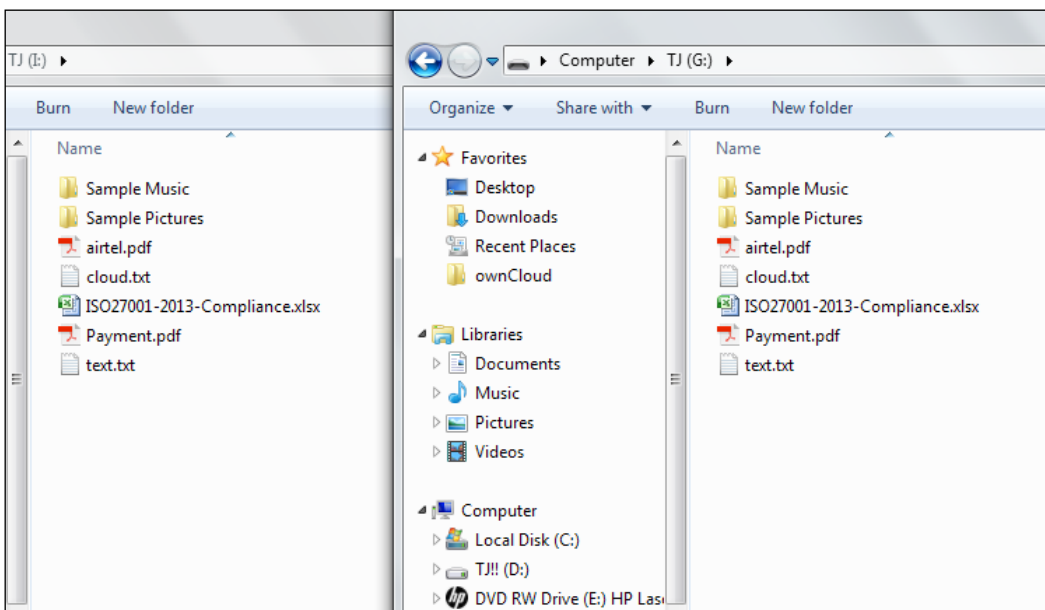 TJ (I:)
Burn New folder
Name
Sample Music
Sample Pictures
airtel.pdf
cloud.txt
ISO27001-2013-Compliance.xlsx
Payment.pdf
text.txt
Computer TJ (G:)
Organize Share with Burn New folder
Favorites
Desktop
Downloads
Recent Places
ownCloud
Libraries
Documents
Music
Pictures
Videos
Computer
Local Disk (C:)
TJ!! (D:)
DVD RW Drive (E:) HP Las
Name
Sample Music
Sample Pictures
airtel.pdf
cloud.txt
ISO27001-2013-Compliance.xlsx
Payment.pdf
text.txt